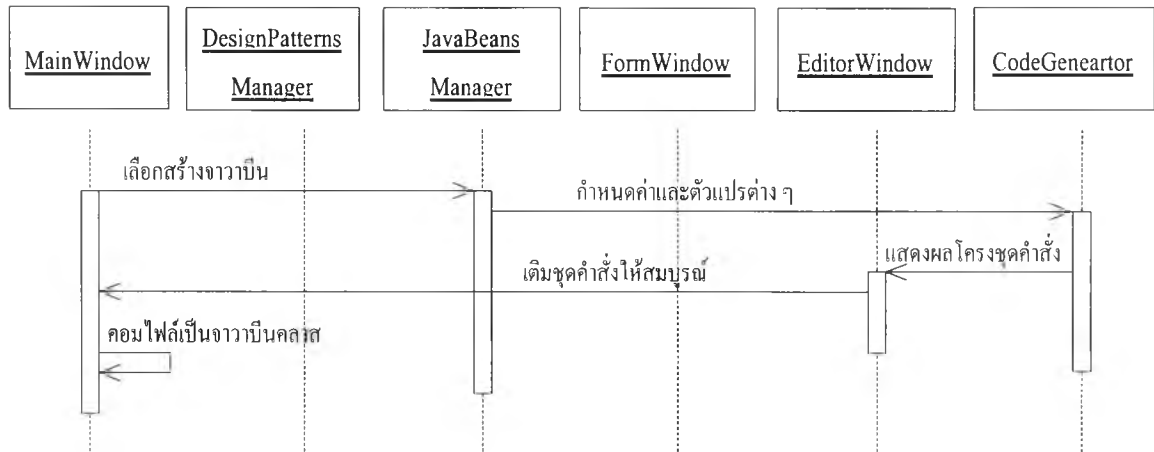 MainWindow
DesignPatterns
Manager
JavaBeans
Manager
FormWindow
EditorWindow
CodeGeneartor
เลือกสร้างจาวาบีน
กำหนดค่าและตัวแปรต่าง ๆ
แสดงผลโครงชุดคำสั่ง
เติมชุดคำสั่งให้สมบูรณ์
คอมไฟล์เป็นจาวาบีนคลาส